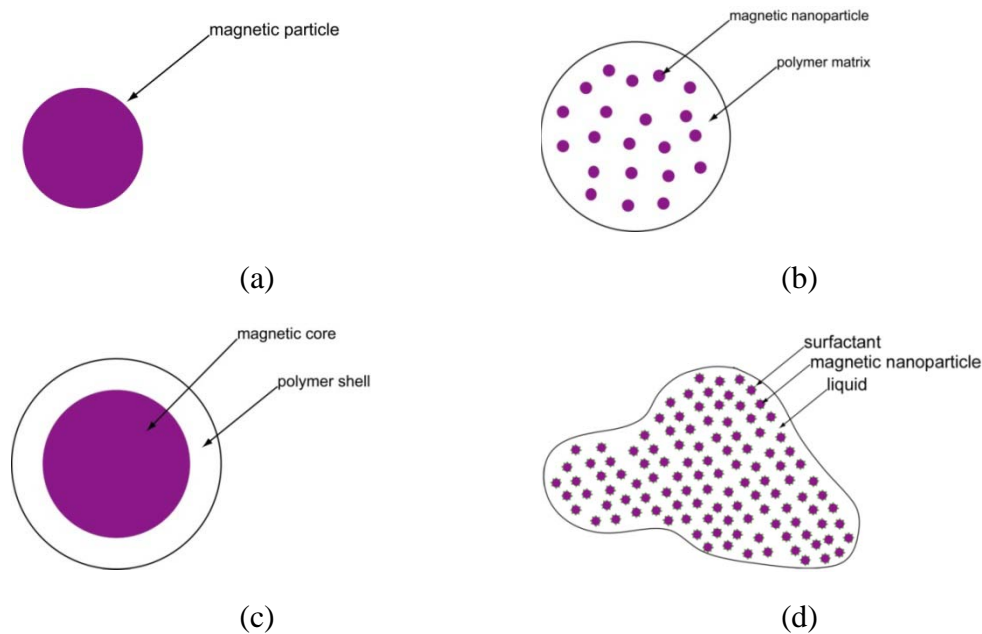 magnetic particle
magnetic nanoparticle
polymer matrix
(a)
(b)
magnetic core
polymer shell
surfactant
magnetic nanoparticle
liquid
(c)
(d)